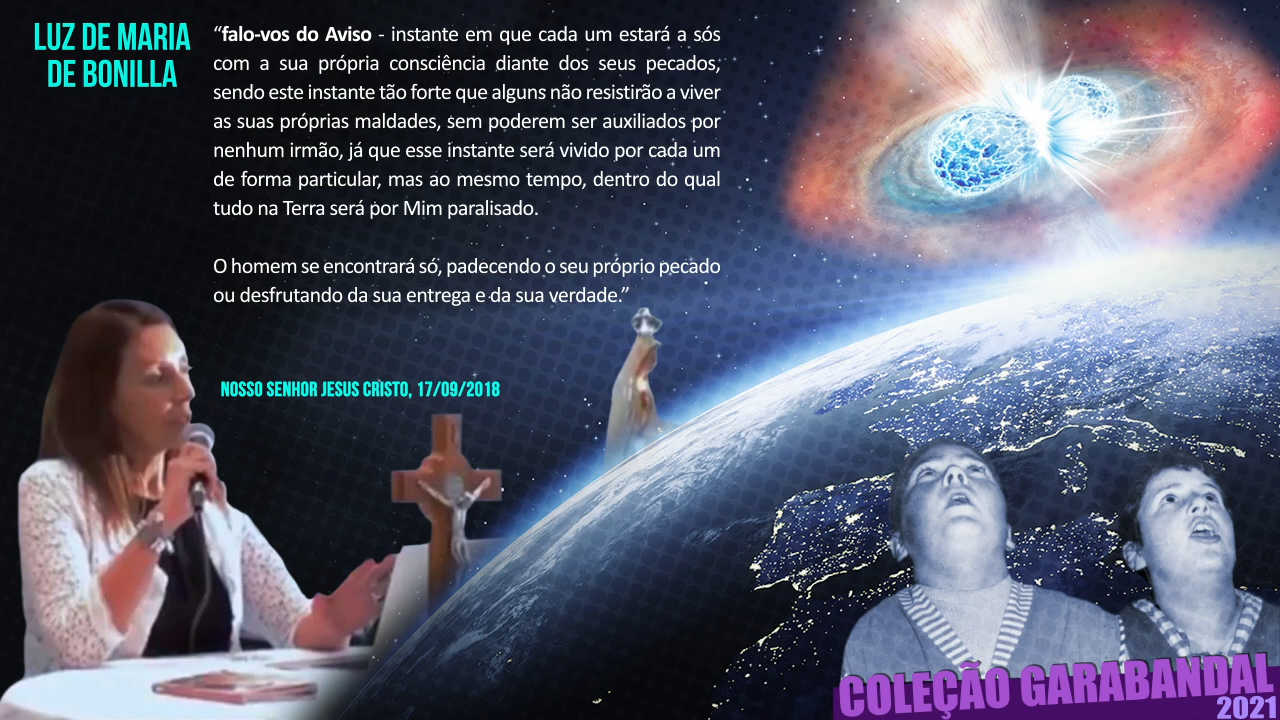 LUZ DE MARIA
DE BONILLA
“falo-vos do Aviso - instante em que cada um estará a sós
com a sua própria consciência diante dos seus pecados,
sendo este instante tão forte que alguns não resistirão a viver
as suas próprias maldades, sem poderem ser auxiliados por
nenhum irmão, já que esse instante será vivido por cada um
de forma particular, mas ao mesmo tempo, dentro do qual
tudo na Terra será por Mim paralisado.
O homem se encontrará só, padecendo o seu próprio pecado
ou desfrutando da sua entrega e da sua verdade.”
NOSSO SENHOR JESUS CRISTO, 17/09/2018
COLEÇÃO GARABANDAL
2021